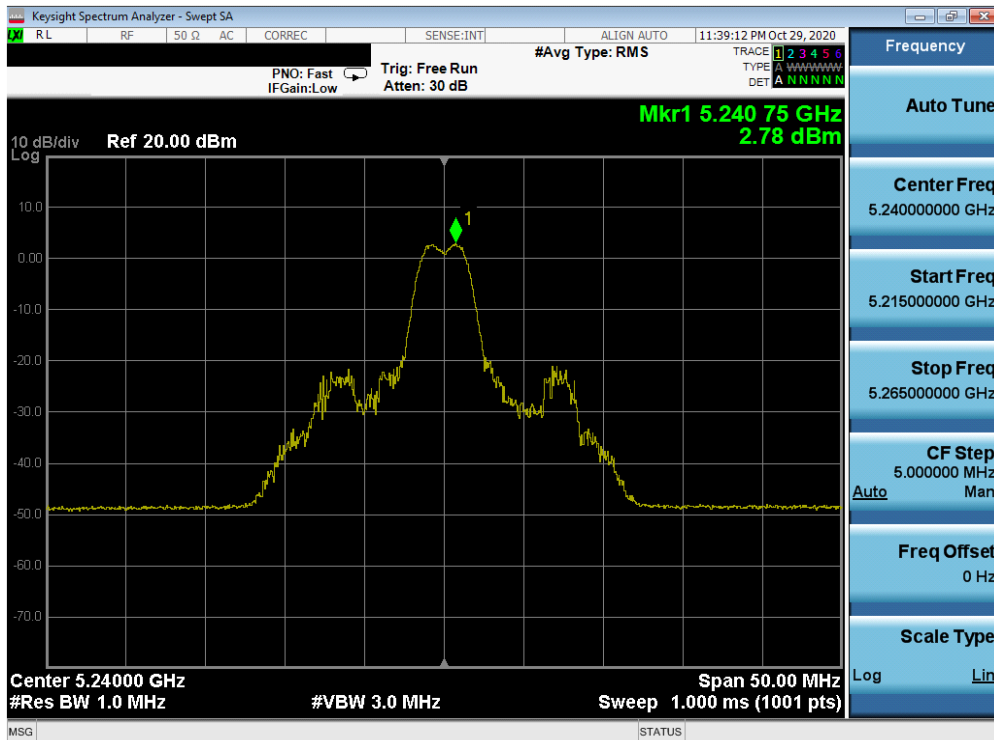 Keysight Spectrum Analyzer - Swept SA
LXI RL RF 50 Ω AC CORREC SENSE:INT ALIGN AUTO 11:39:12 PM Oct 29, 2020
PNO: Fast
IFGain:Low
Trig: Free Run
Atten: 30 dB
#Avg Type: RMS
TRACE 1 2 3 4 5 6
TYPE A WWWWW
DET A N N N N N
Mkr1 5.240 75 GHz
2.78 dBm
10 dB/div
Log
Ref 20.00 dBm
1
10.0
0.00
-10.0
-20.0
-30.0
-40.0
-50.0
-60.0
-70.0
Center 5.24000 GHz
Span 50.00 MHz
#Res BW 1.0 MHz
#VBW 3.0 MHz
Sweep 1.000 ms (1001 pts)
MSG
STATUS
Frequency
Auto Tune
Center Freq
5.240000000 GHz
Start Freq
5.215000000 GHz
Stop Freq
5.265000000 GHz
CF Step
5.000000 MHz
Auto Man
Freq Offset
0 Hz
Scale Type
Log Lin